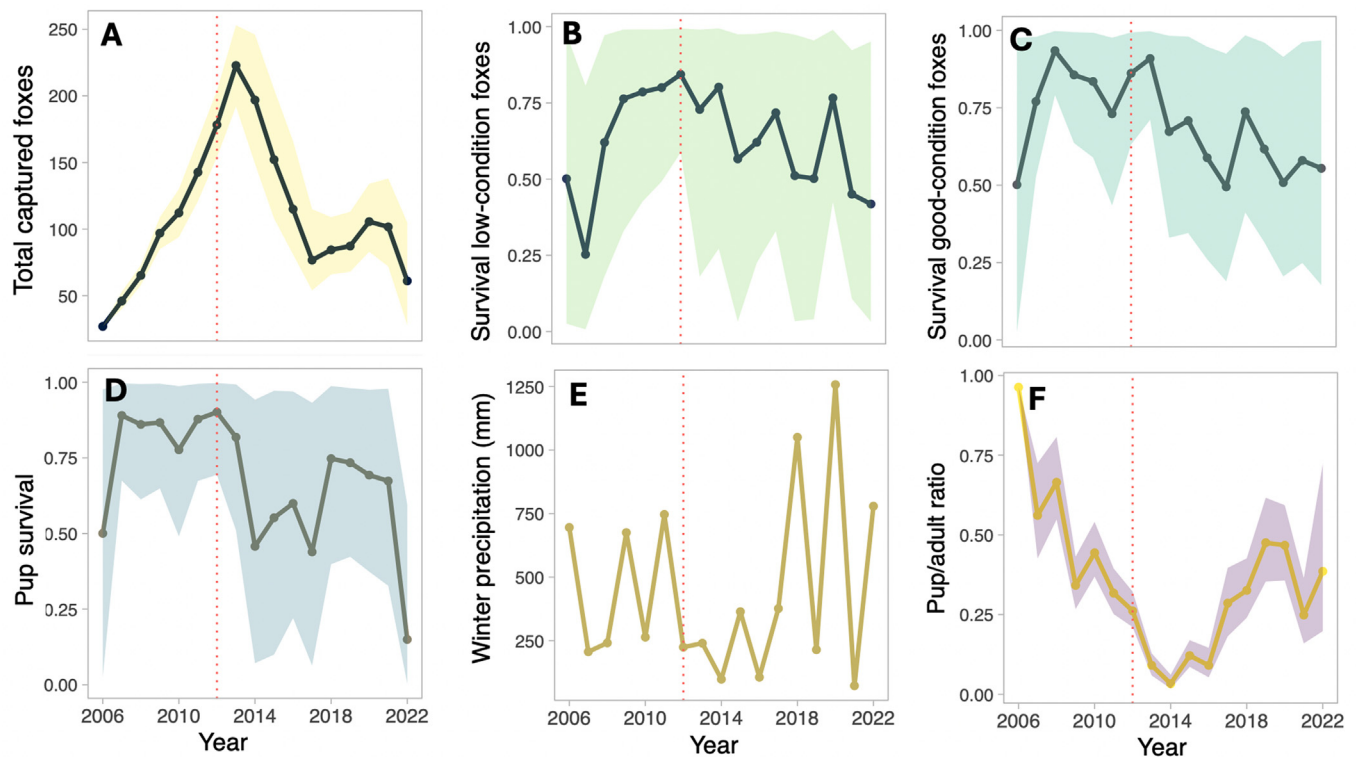 A
Total captured foxes
250
200
150
100
50
B
Survival low-condition foxes
1.00
0.75
0.50
0.25
0.00
C
Survival good-condition foxes
1.00
0.75
0.50
0.25
0.00
D
Pup survival
1.00
0.75
0.50
0.25
0.00
2006 2010 2014 2018 2022
Year
E
Winter precipitation (mm)
1250
1000
750
500
250
2006 2010 2014 2018 2022
Year
F
Pup/adult ratio
1.00
0.75
0.50
0.25
0.00
2006 2010 2014 2018 2022
Year